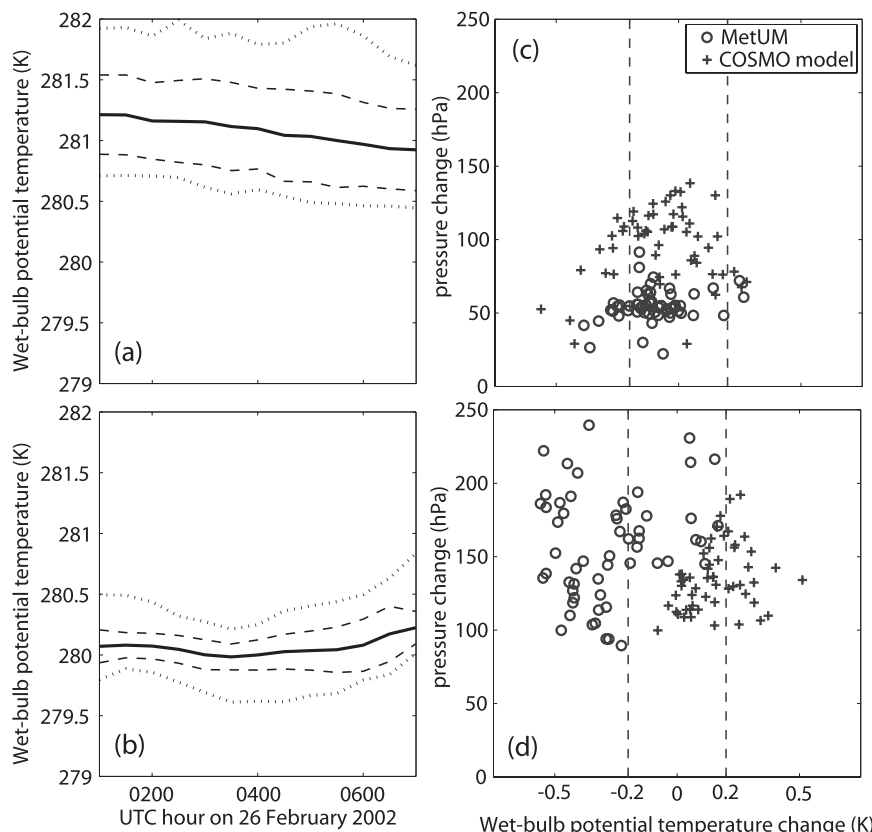 282
281.5
281
280.5
280
279.5
279
Wet-bulb potential temperature (K)
(a)
250
200
150
100
50
0
pressure change (hPa)
(c)
MetUM
COSMO model
282
281.5
281
280.5
280
279.5
279
Wet-bulb potential temperature (K)
(b)
0200 0400 0600
UTC hour on 26 February 2002
250
200
150
100
50
0
pressure change (hPa)
(d)
-0.5 -0.2 0 0.2 0.5
Wet-bulb potential temperature change (K)